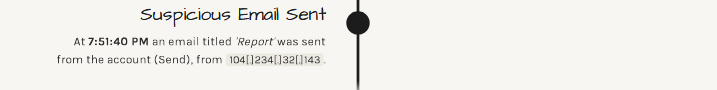 Suspicious Email Sent
At 7:51:40 PM an email titled 'Report' was sent
from the account (Send), from 104[.]234[.]32[.]143 .